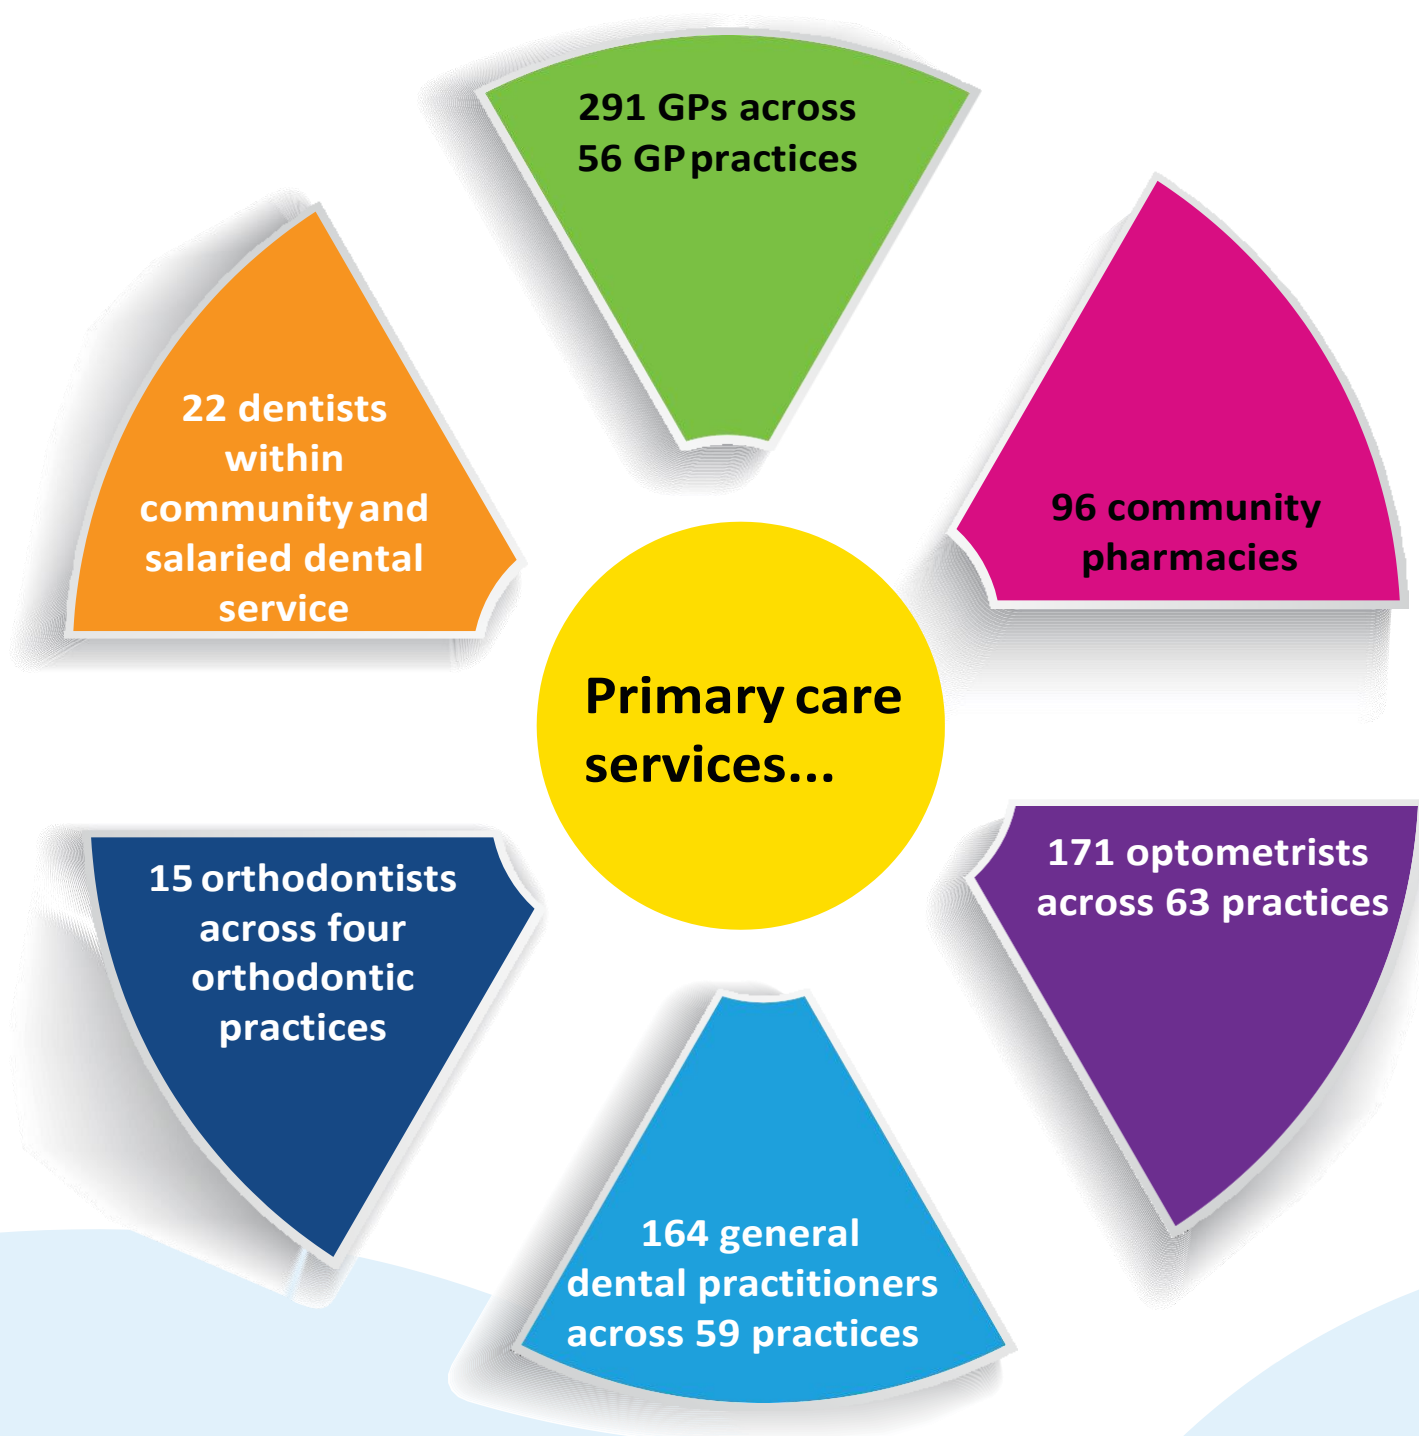 291 GPs across
56 GP practices
96 community
pharmacies
171 optometrists
across 63 practices
164 general
dental practitioners
across 59 practices
15 orthodontists
across four
orthodontic
practices
22 dentists
within
community and
salaried dental
service
Primary care
services...